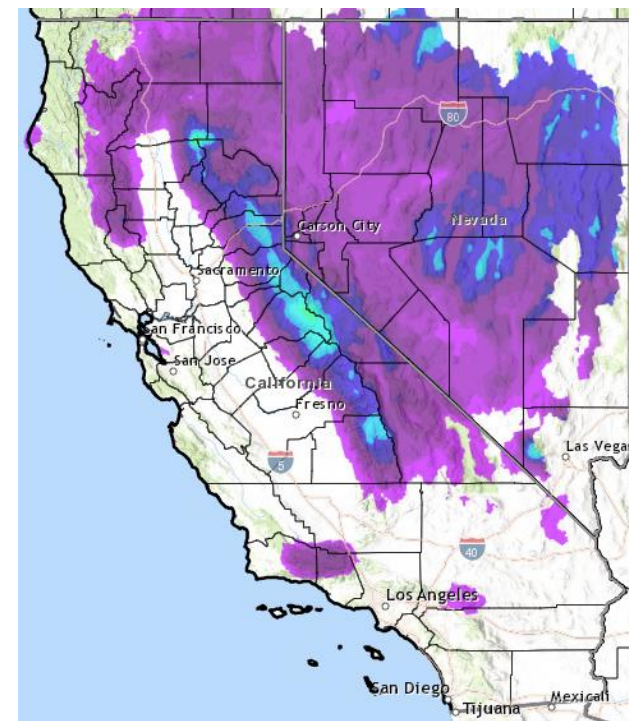 80
Nevada
Carson City
Sacramento
San Francisco
San Jose
California
Fresno
5
Las Vegas
40
Los Angeles
San Diego
Tijuana
Mexicali